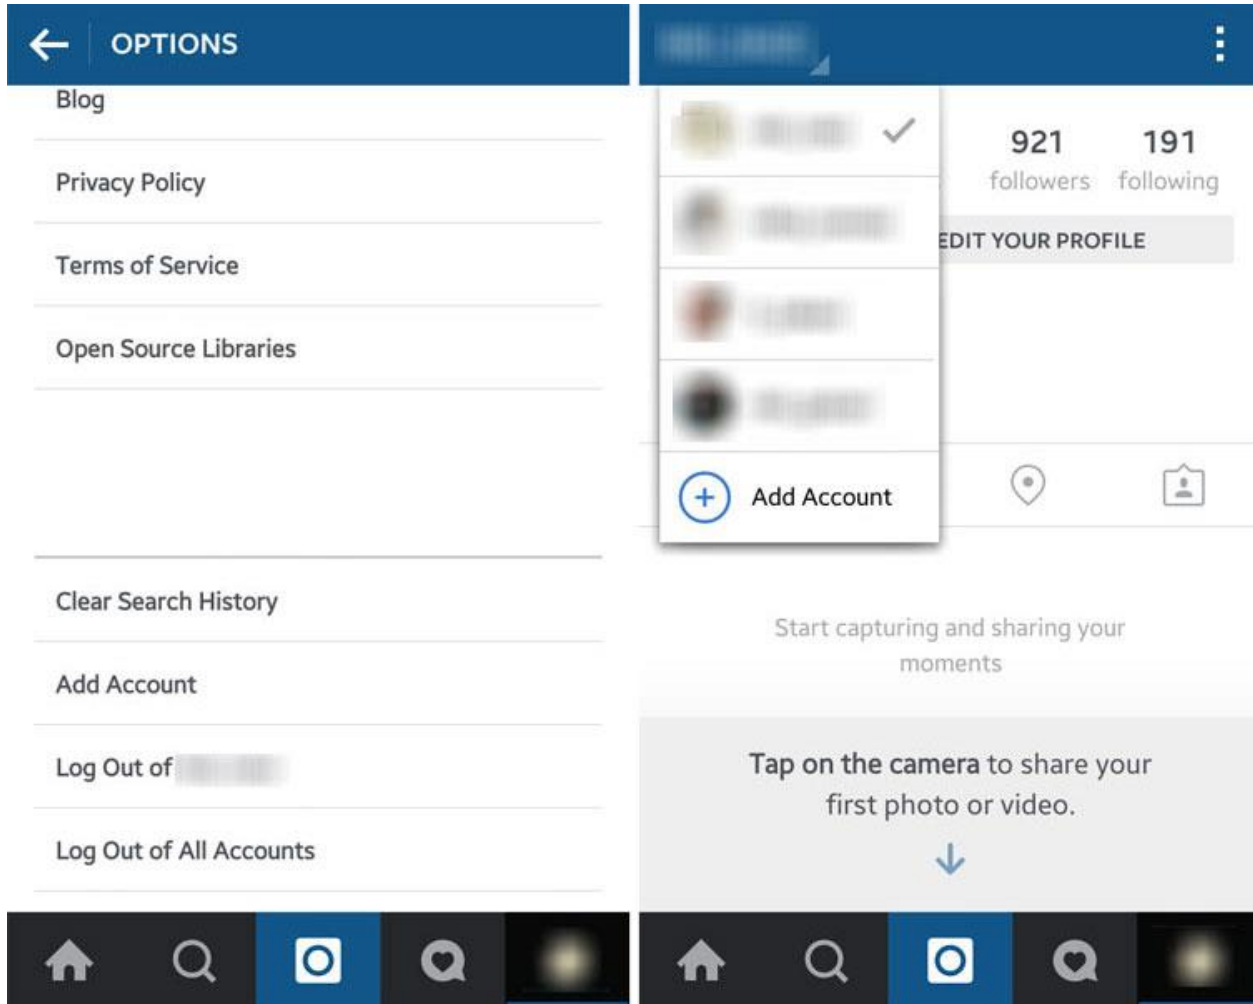 OPTIONS
Blog
Privacy Policy
Terms of Service
Open Source Libraries
Clear Search History
Add Account
Log Out of
Log Out of All Accounts
921
191
followers
following
EDIT YOUR PROFILE
Add Account
Start capturing and sharing your
moments
Tap on the camera to share your
first photo or video.